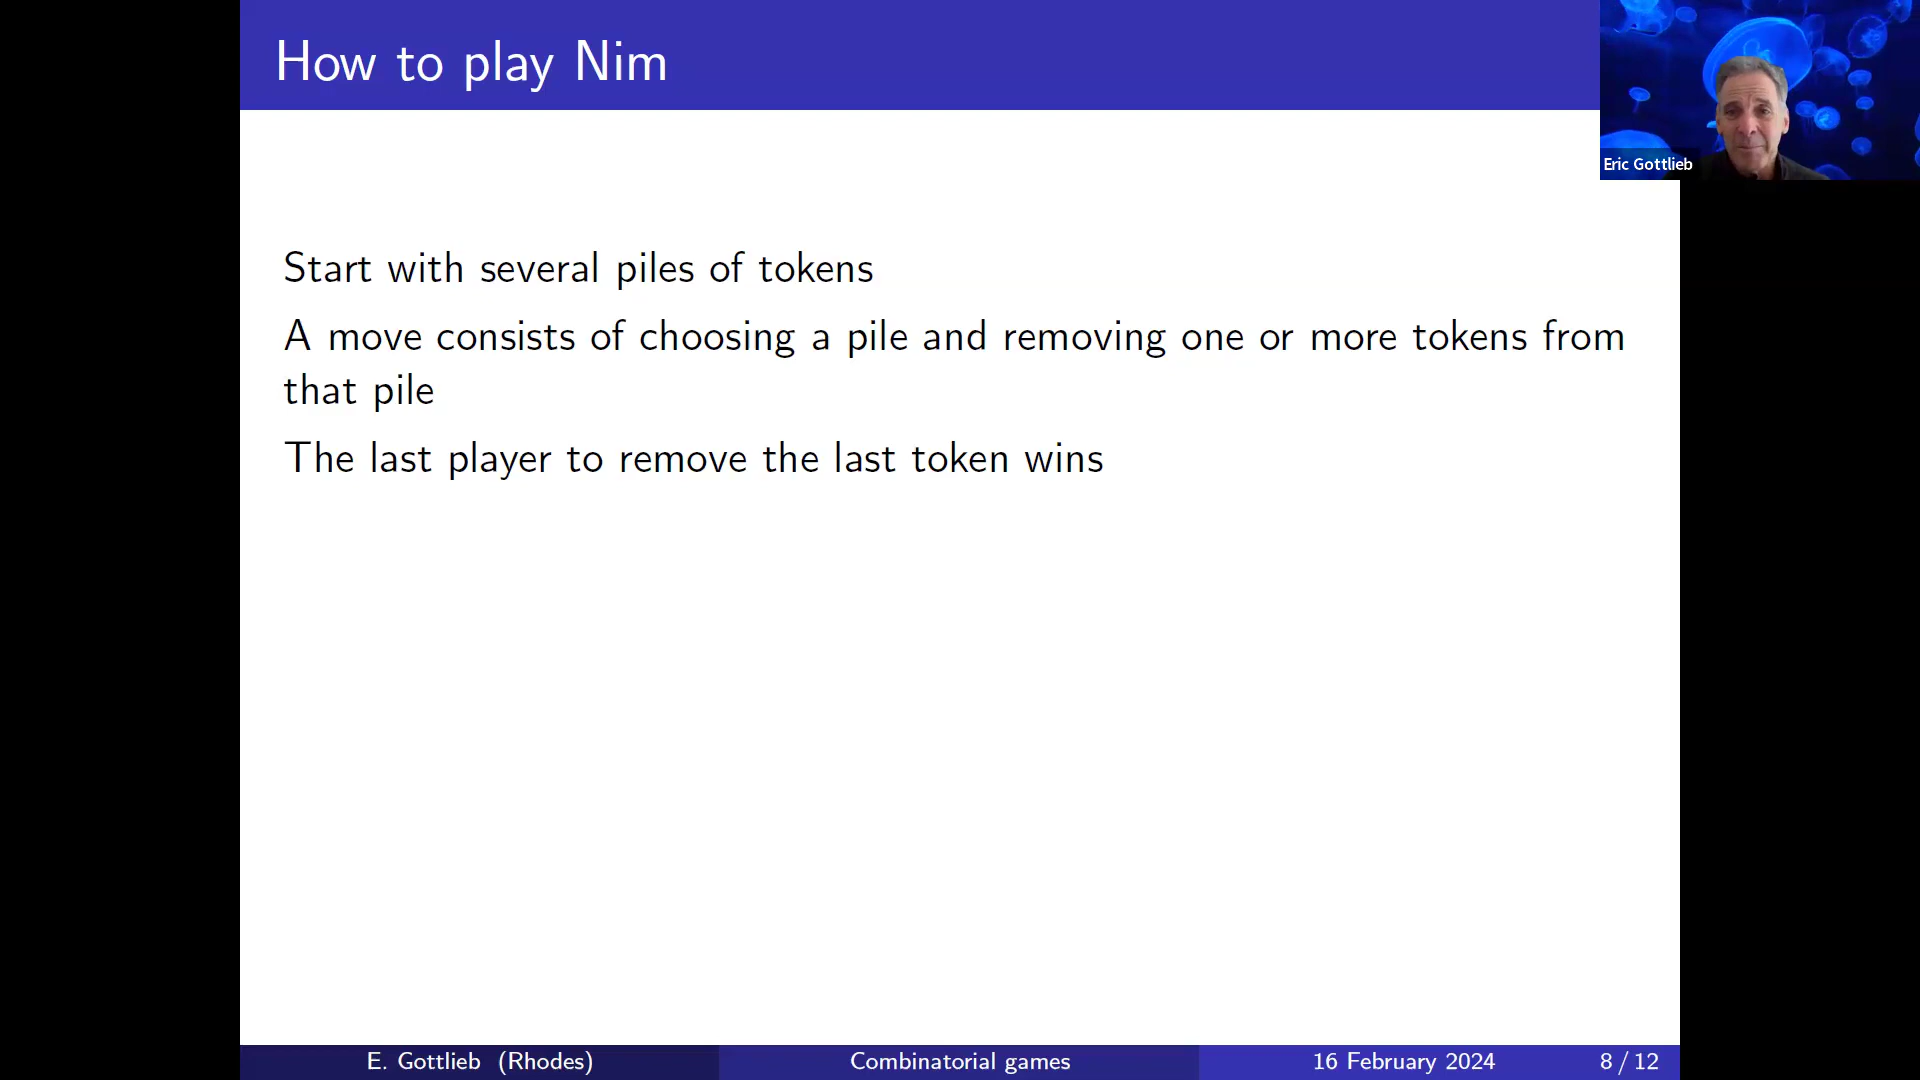 How to play Nim
Eric Gottlieb
Start with several piles of tokens
A move consists of choosing a pile and removing one or more tokens from
that pile
The last player to remove the last token wins
E. Gottlieb (Rhodes)
Combinatorial games
16 February 2024
8 / 12